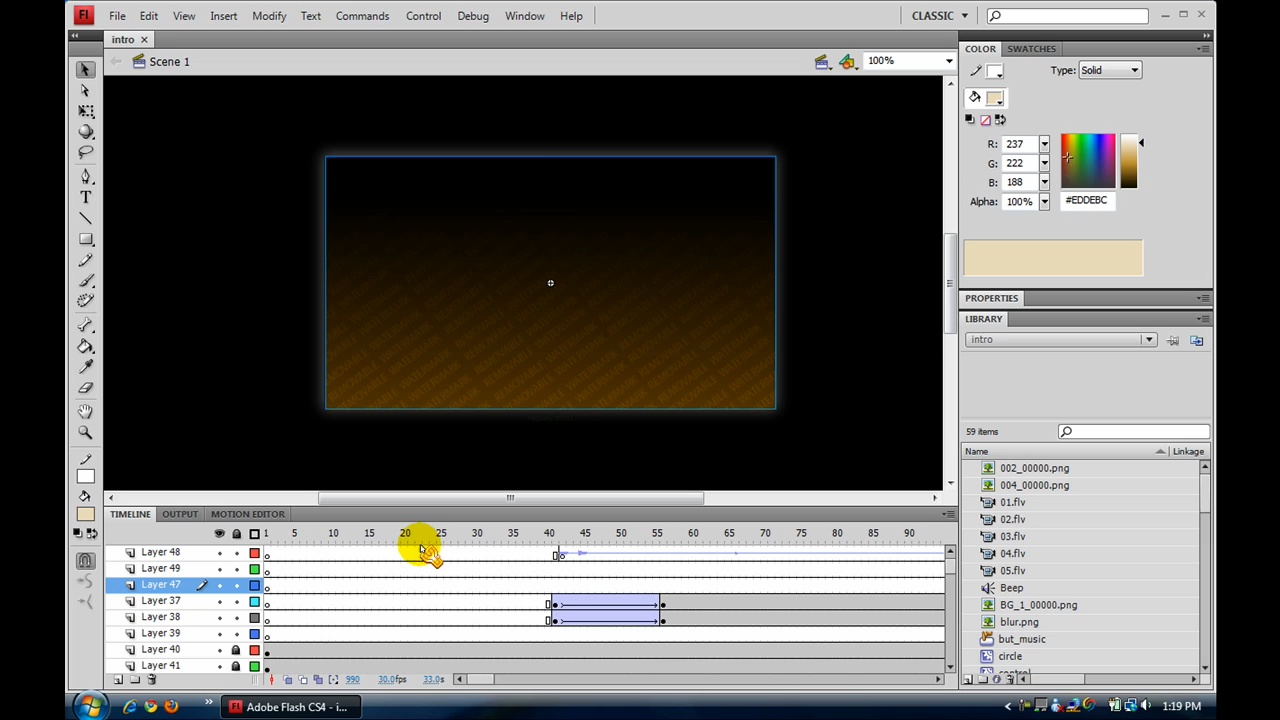 Fl File Edit View Insert Modify Text Commands Control Debug Window Help CLASSIC
intro
Scene 1 100%
COLOR SWATCHES
Type: Solid
R: 237
G: 222
B: 188
Alpha: 100% #EDDEBC
PROPERTIES
LIBRARY
intro
59 items
Name Linkage
002_00000.png
004_00000.png
01.flv
02.flv
03.flv
04.flv
05.flv
Beep
BG_1_00000.png
blur.png
but_music
circle
TIMELINE OUTPUT MOTION EDITOR
1 5 10 15 20 25 30 35 40 45 50 55 60 65 70 75 80 85 90
Layer 48
Layer 49
Layer 47
Layer 37
Layer 38
Layer 39
Layer 40
Layer 41
990 30.0fps 33.0s
Adobe Flash CS4 - i...
1:19 PM